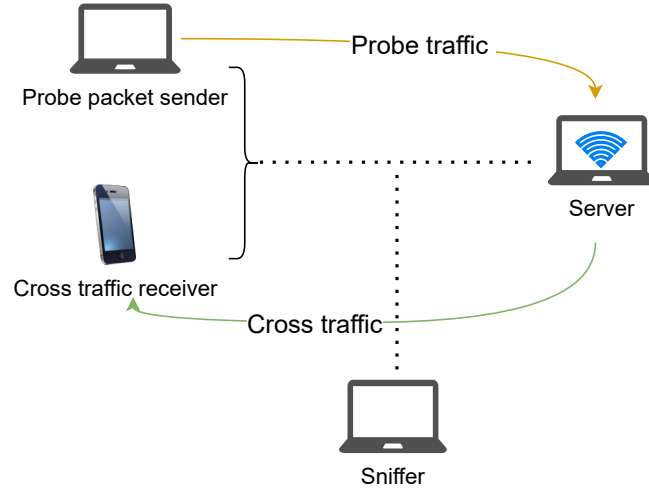 Probe traffic
Probe packet sender
Server
Cross traffic receiver
Cross traffic
Sniffer